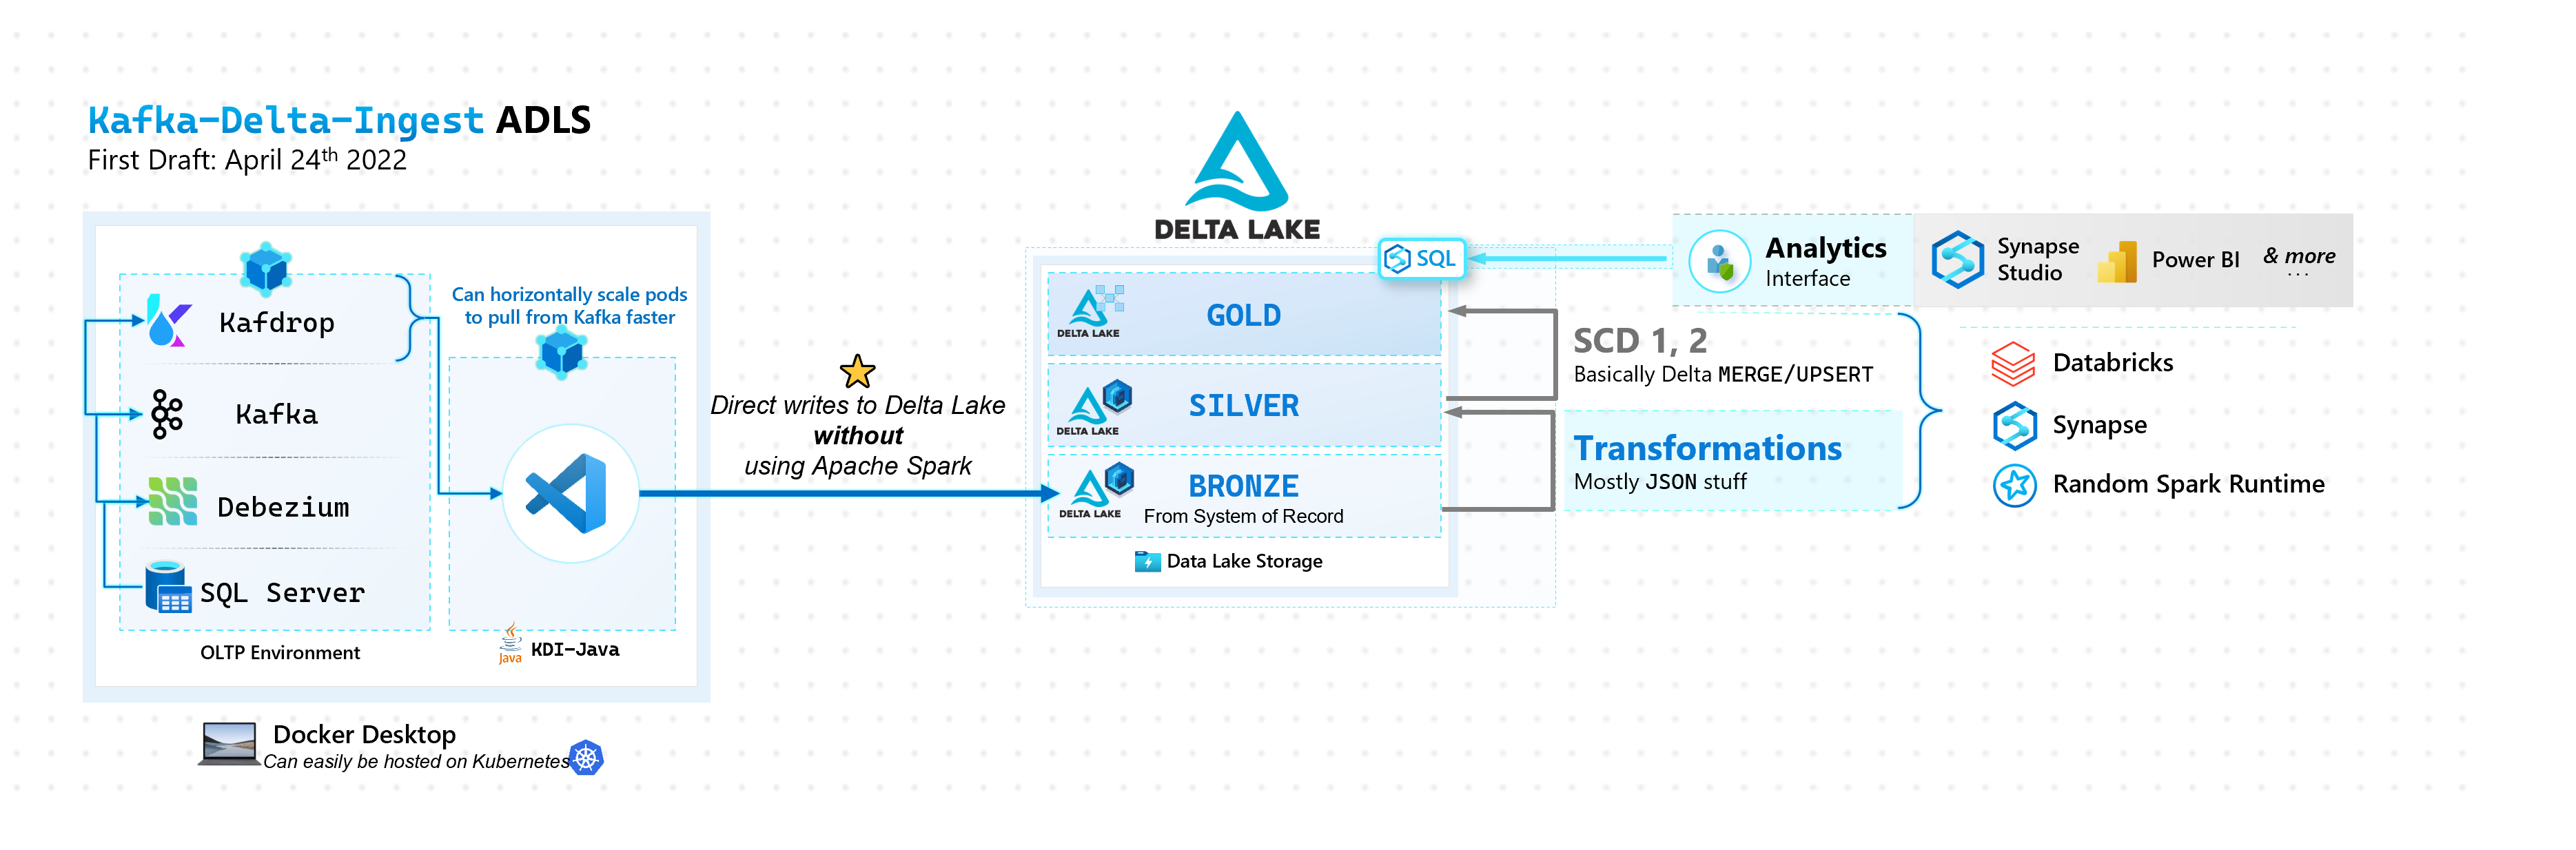 Kafka-Delta-Ingest ADLS
First Draft: April 24th 2022
Kafdrop
Kafka
Debezium
SQL Server
OLTP Environment
Can horizontally scale pods
to pull from Kafka faster
Java
KDI-Java
Docker Desktop
Can easily be hosted on Kubernetes
Direct writes to Delta Lake
without
using Apache Spark
DELTA LAKE
SQL
DELTA LAKE
GOLD
DELTA LAKE
SILVER
DELTA LAKE
BRONZE
From System of Record
Data Lake Storage
SCD 1, 2
Basically Delta MERGE/UPSERT
Transformations
Mostly JSON stuff
Analytics
Interface
Synapse
Studio
Power BI
& more
...
Databricks
Synapse
Random Spark Runtime